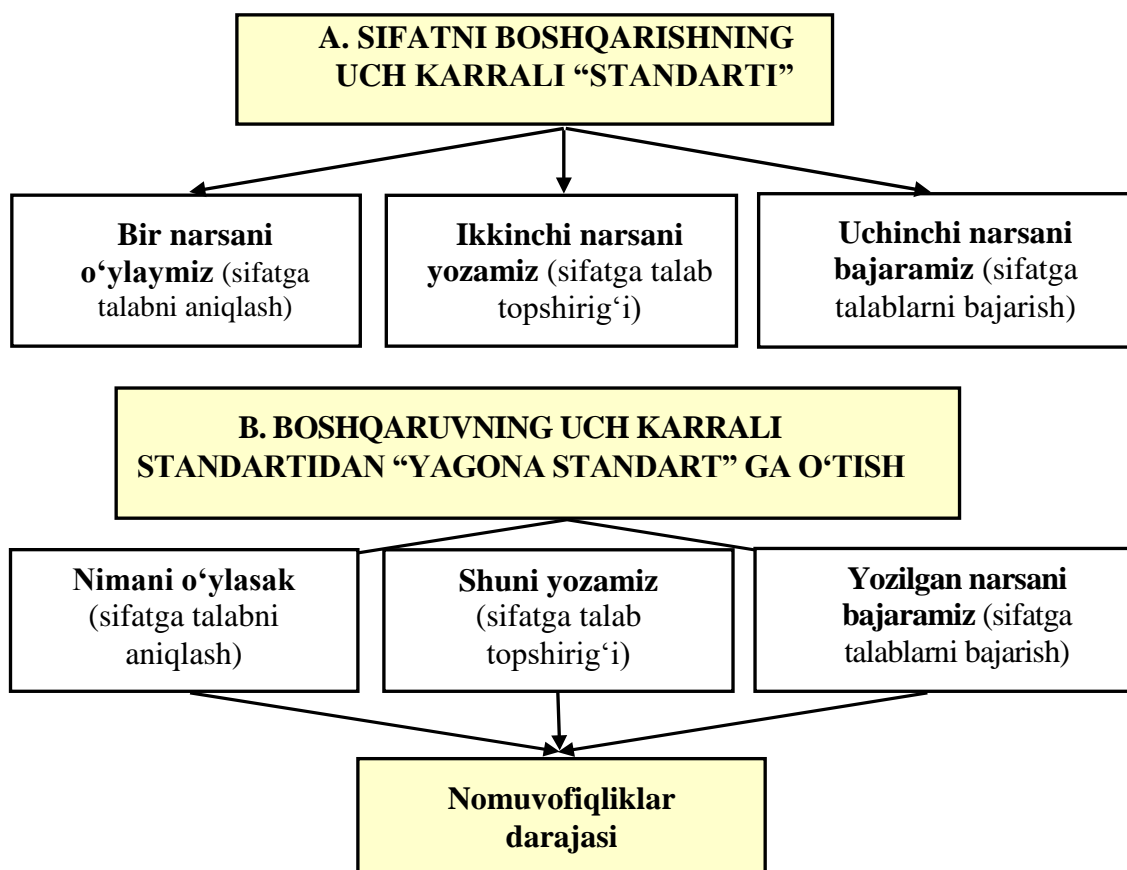 A. SIFATNI BOSHQARISHNING
UCH KARRALI “STANDARTI”
Bir narsani
o‘ylaymiz (sifatga
talabni aniqlash)
Ikkinchi narsani
yozamiz (sifatga talab
topshirig‘i)
Uchinchi narsani
bajaramiz (sifatga
talablarni bajarish)
B. BOSHQARUVNING UCH KARRALI
STANDARTIDAN “YAGONA STANDART” GA O‘TISH
Nimani o‘ylasak
(sifatga talabni
aniqlash)
Shuni yozamiz
(sifatga talab
topshirig‘i)
Yozilgan narsani
bajaramiz (sifatga
talablarni bajarish)
Nomuvofiqliklar
darajasi